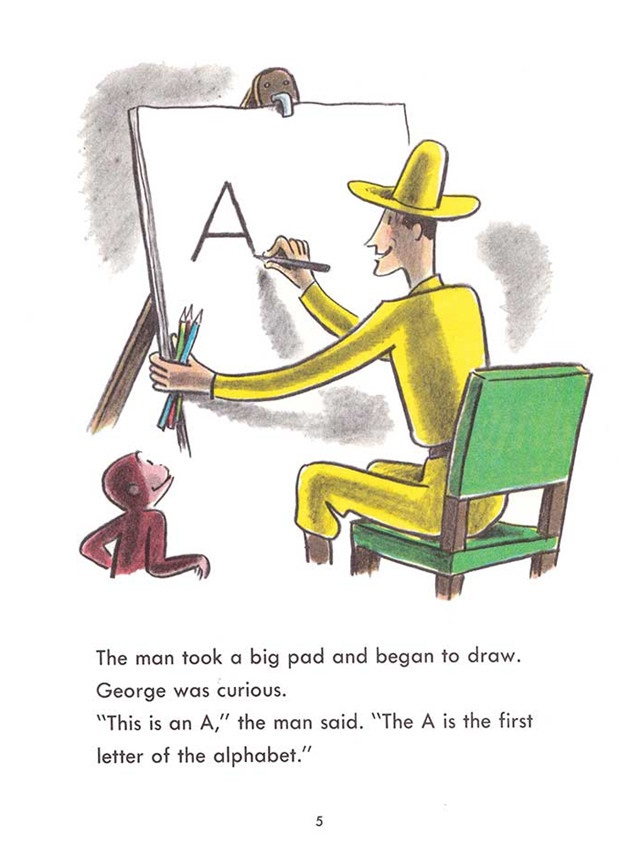 A
The man took a big pad and began to draw.
George was curious.
"This is an A," the man said. "The A is the first
letter of the alphabet."
5